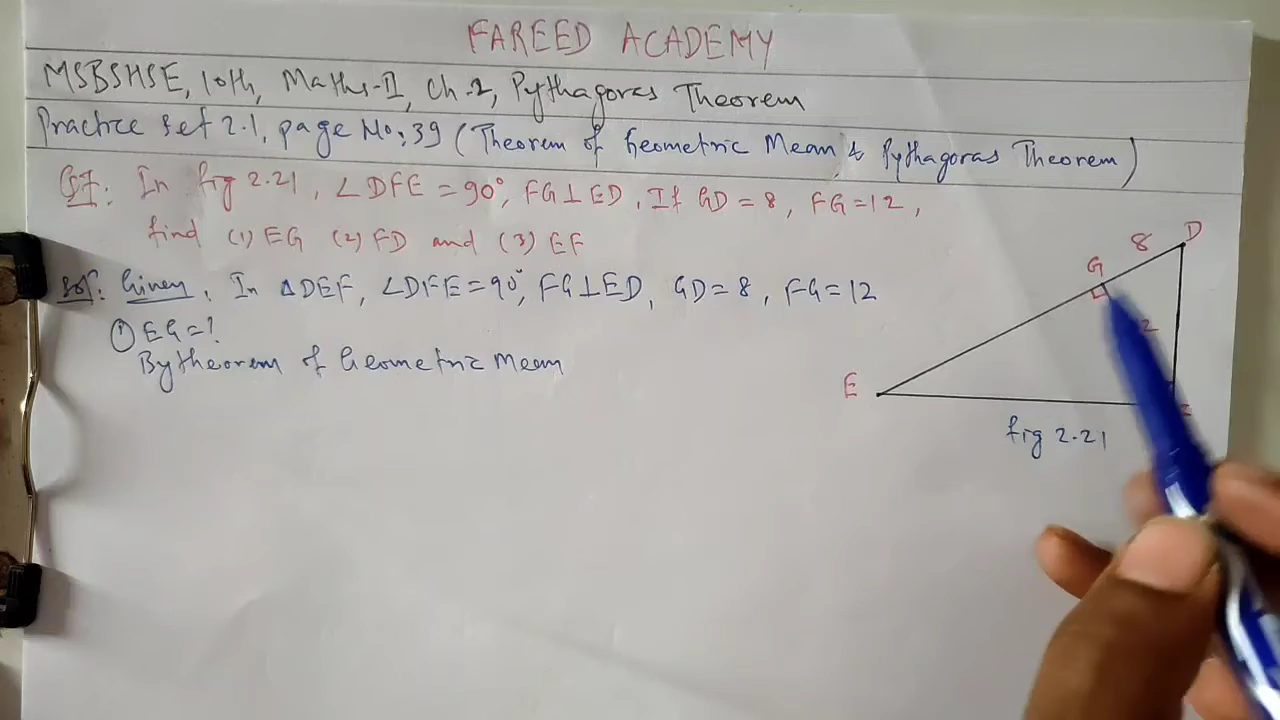 FAREED ACADEMY
MSBSHSE, 10th, Maths-II, Ch-2, Pythagoras Theorem
Practice Set 2.1, page No: 39 (Theorem of Geometric Mean & Pythagoras Theorem)
In fig 2.21, ∠DFE = 90°, FG⊥ED, If GD = 8, FG = 12,
find (1) EG (2) FD and (3) EF
Solⁿ: Given, In ΔDEF, ∠DFE = 90°, FG⊥ED, GD = 8, FG = 12
① EG = ?
By theorem of Geometric Mean
D
8
G
E
fig 2.21